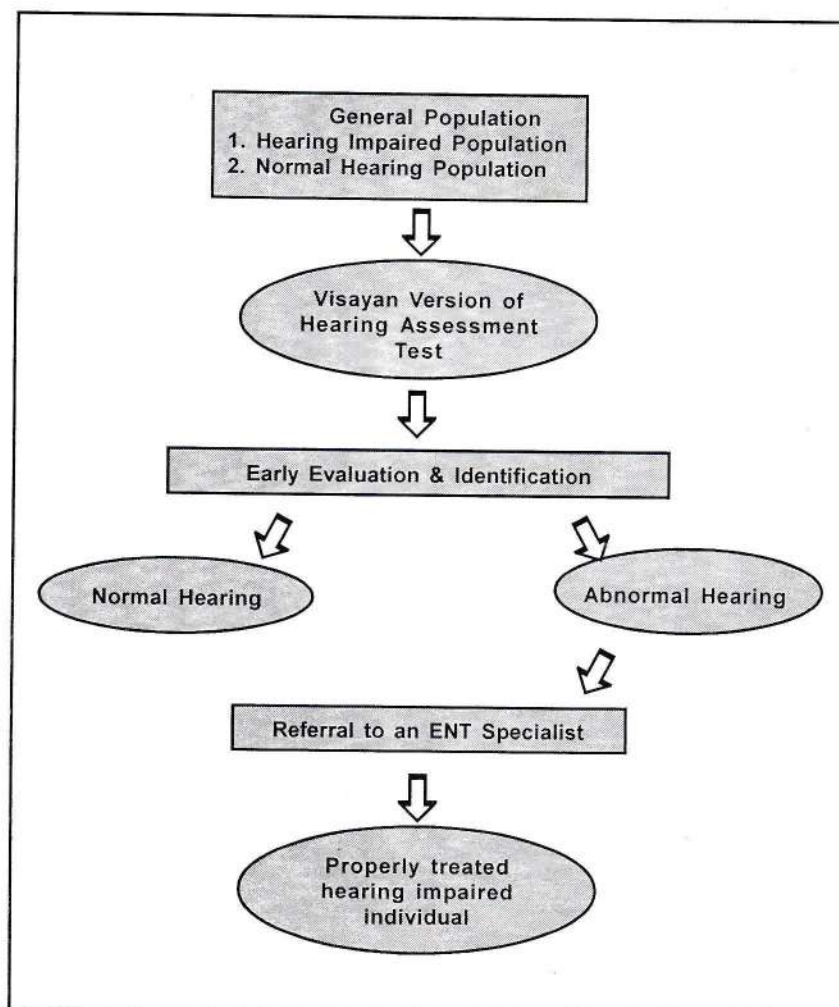 General Population
1. Hearing Impaired Population
2. Normal Hearing Population
Visayan Version of
Hearing Assessment
Test
Early Evaluation & Identification
Normal Hearing
Abnormal Hearing
Referral to an ENT Specialist
Properly treated
hearing impaired
individual